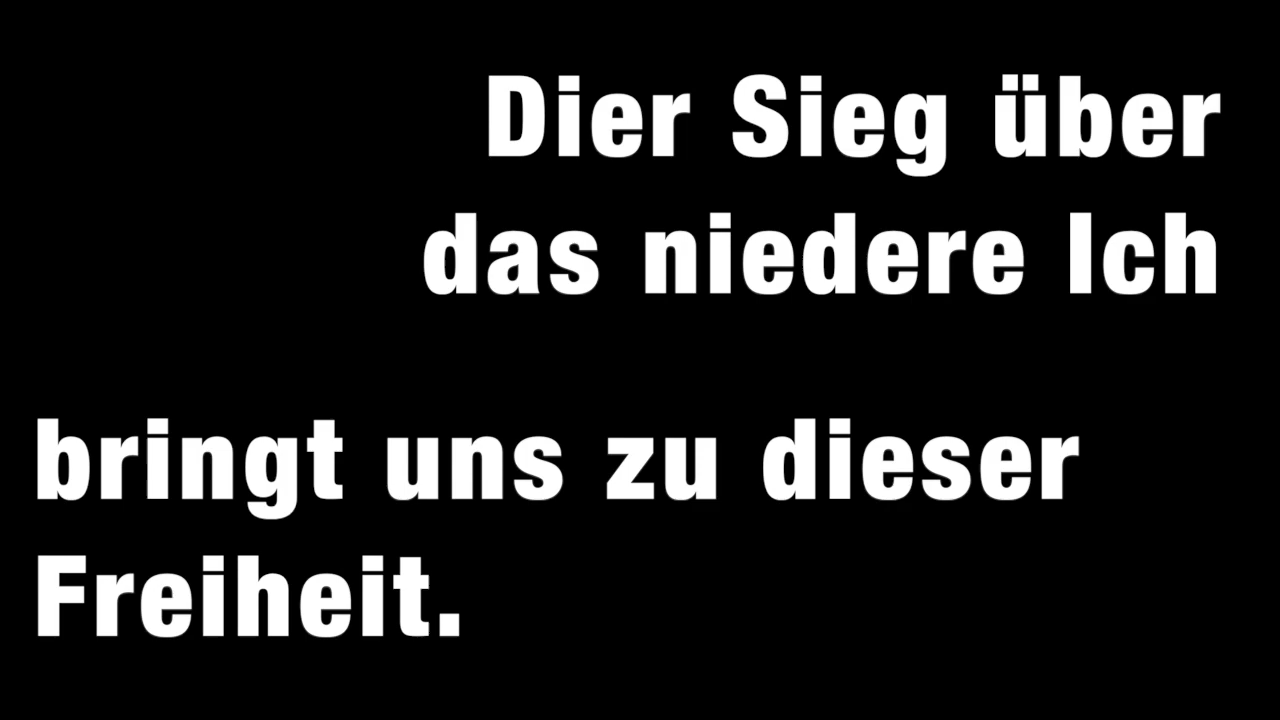 Dier Sieg über
das niedere Ich
bringt uns zu dieser
Freiheit.